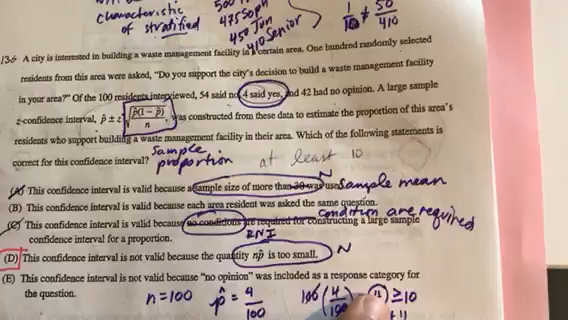 characteristic
of stratified
475 Soph
450 Jun
410 Senior
1/100 ≠ 50/410
136 A city is interested in building a waste management facility in a certain area. One hundred randomly selected
residents from this area were asked, “Do you support the city's decision to build a waste management facility
in your area?” Of the 100 residents interviewed, 54 said no, 4 said yes, and 42 had no opinion. A large sample
z-confidence interval, p̂ ± z √(p̂(1 − p̂)/n), was constructed from these data to estimate the proportion of this area's
residents who support building a waste management facility in their area. Which of the following statements is
correct for this confidence interval?
Sample proportion
at least 10
(A) This confidence interval is valid because a sample size of more than 30 was used. Sample mean
(B) This confidence interval is valid because each area resident was asked the same question.
condition are required
(C) This confidence interval is valid because no conditions are required for constructing a large sample
confidence interval for a proportion.
N
(D) This confidence interval is not valid because the quantity np̂ is too small. N
(E) This confidence interval is not valid because “no opinion” was included as a response category for
the question.
n=100 p̂ = 4/100 100(4/100) ≥10